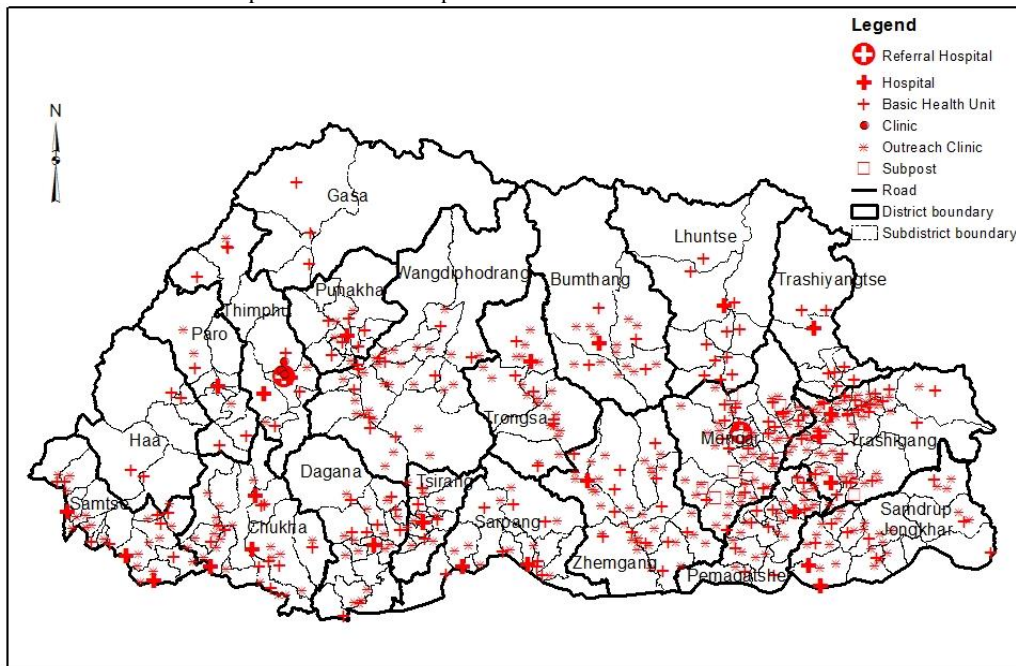 Legend
Referral Hospital
Hospital
Basic Health Unit
Clinic
Outreach Clinic
Subpost
Road
District boundary
Subdistrict boundary
N
Gasa
Lhuntse
Wangdiphodrang
Bumthang
Trashiyangtse
Punakha
Thimphu
Paro
Trongsa
Mongar
Trashigang
Haa
Dagana
Tsirang
Samtse
Chukha
Sarpang
Samdrup
Jongkhar
Zhemgang
Pemagatshel